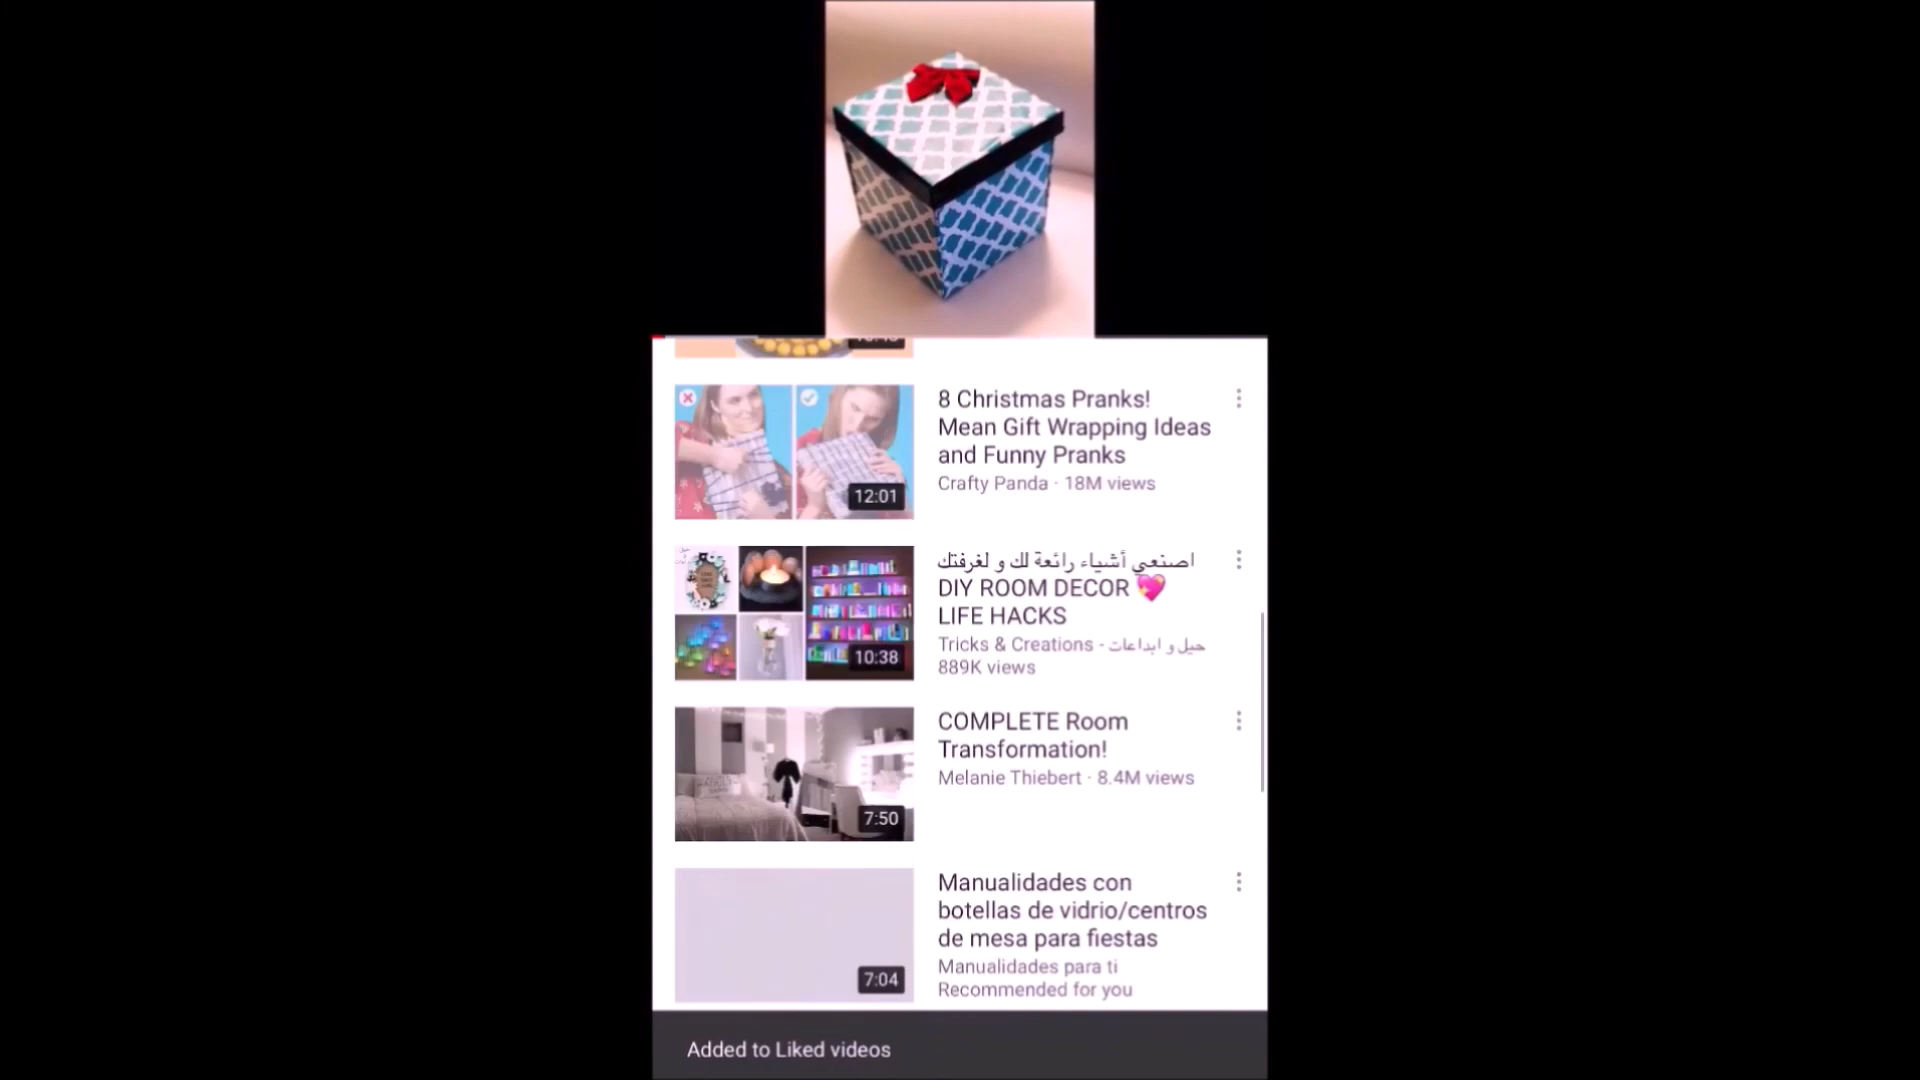 8 Christmas Pranks!
Mean Gift Wrapping Ideas
and Funny Pranks
Crafty Panda · 18M views
12:01
اصنعي أشياء رائعة لك و لغرفتك
DIY ROOM DECOR 💖
LIFE HACKS
Tricks & Creations - حيل و ابداعات
889K views
10:38
COMPLETE Room
Transformation!
Melanie Thiebert · 8.4M views
7:50
Manualidades con
botellas de vidrio/centros
de mesa para fiestas
Manualidades para ti
Recommended for you
7:04
Added to Liked videos